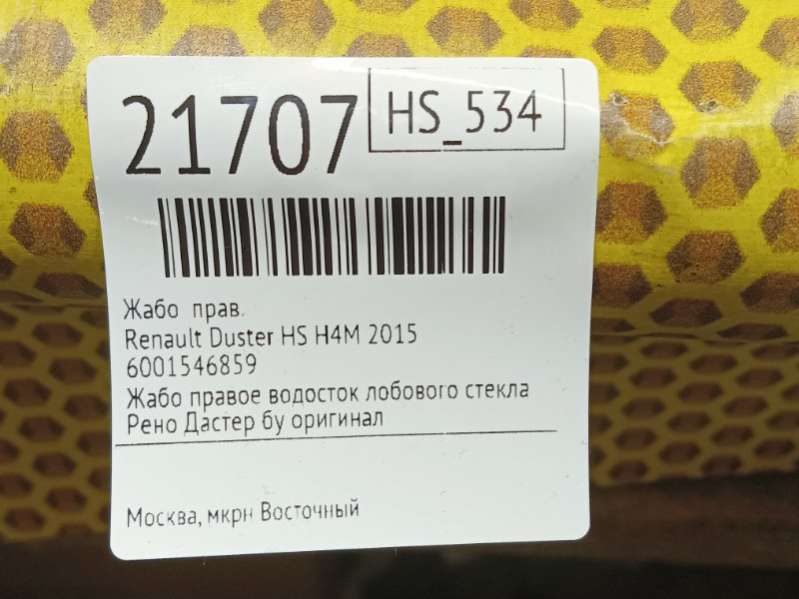 21707
HS_534
Жабо прав.
Renault Duster HS H4M 2015
6001546859
Жабо правое водосток лобового стекла
Рено Дастер бу оригинал
Москва, мкрн Восточный